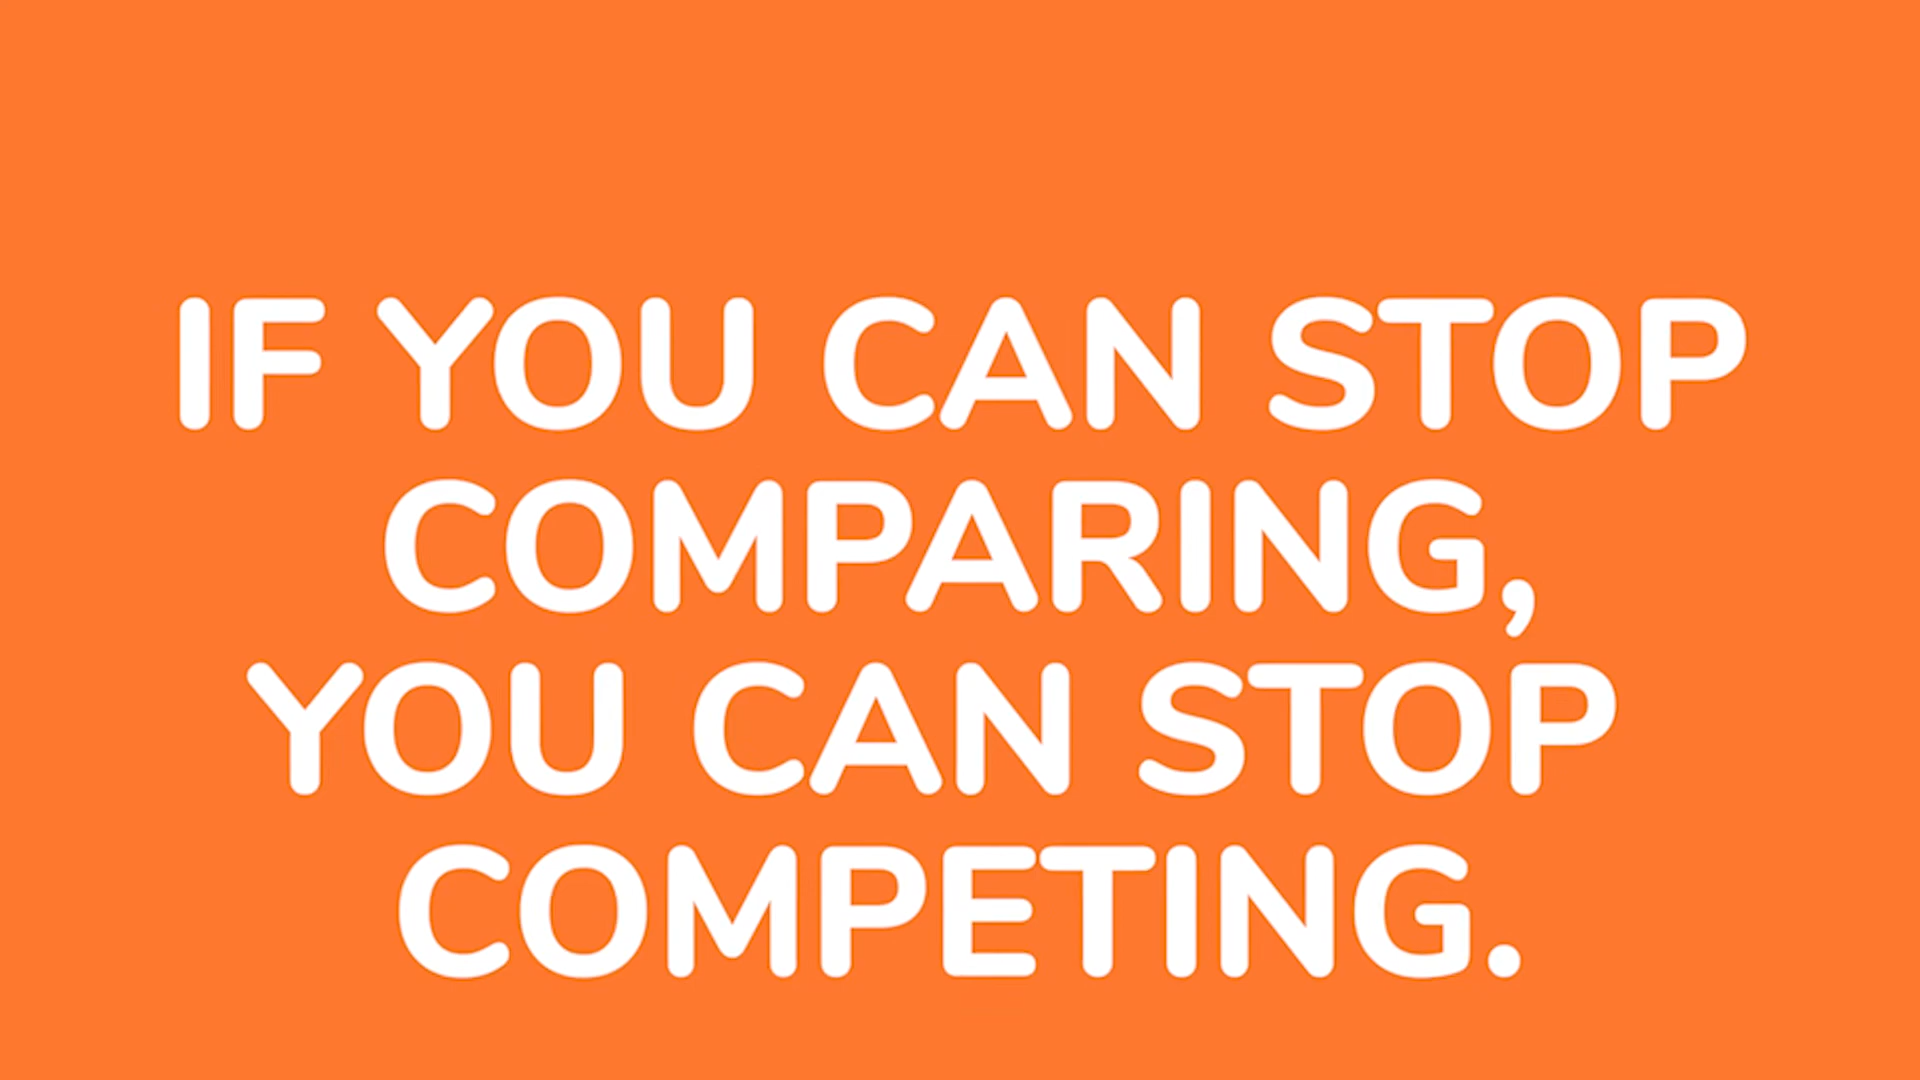 IF YOU CAN STOP
COMPARING,
YOU CAN STOP
COMPETING.